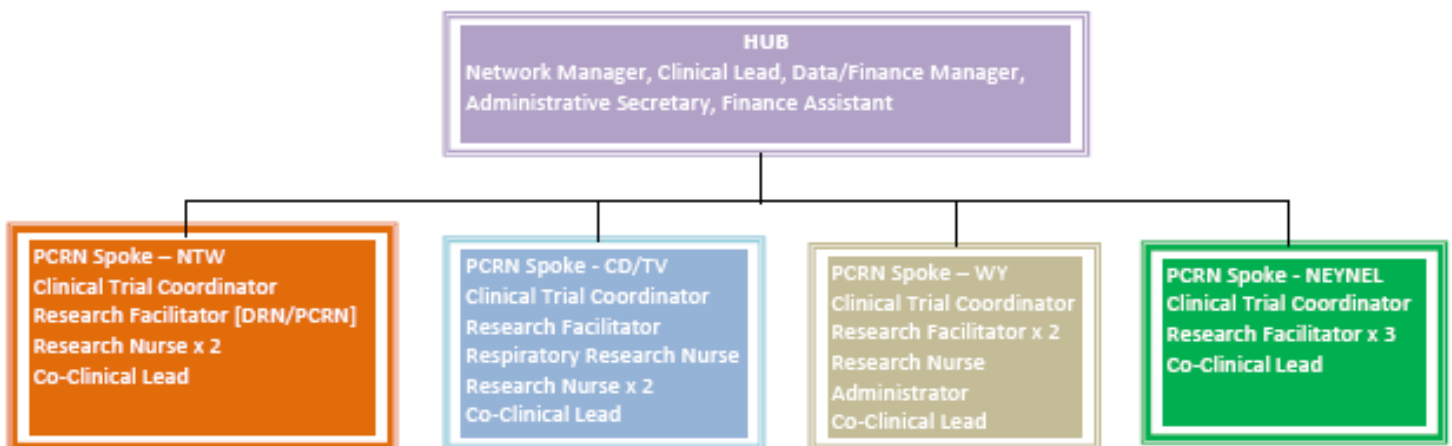 HUB
Network Manager, Clinical Lead, Data/Finance Manager,
Administrative Secretary, Finance Assistant
PCRN Spoke – NTW
Clinical Trial Coordinator
Research Facilitator [DRN/PCRN]
Research Nurse x 2
Co-Clinical Lead
PCRN Spoke - CD/TV
Clinical Trial Coordinator
Research Facilitator
Respiratory Research Nurse
Research Nurse x 2
Co-Clinical Lead
PCRN Spoke – WY
Clinical Trial Coordinator
Research Facilitator x 2
Research Nurse
Administrator
Co-Clinical Lead
PCRN Spoke - NEYNEL
Clinical Trial Coordinator
Research Facilitator x 3
Co-Clinical Lead